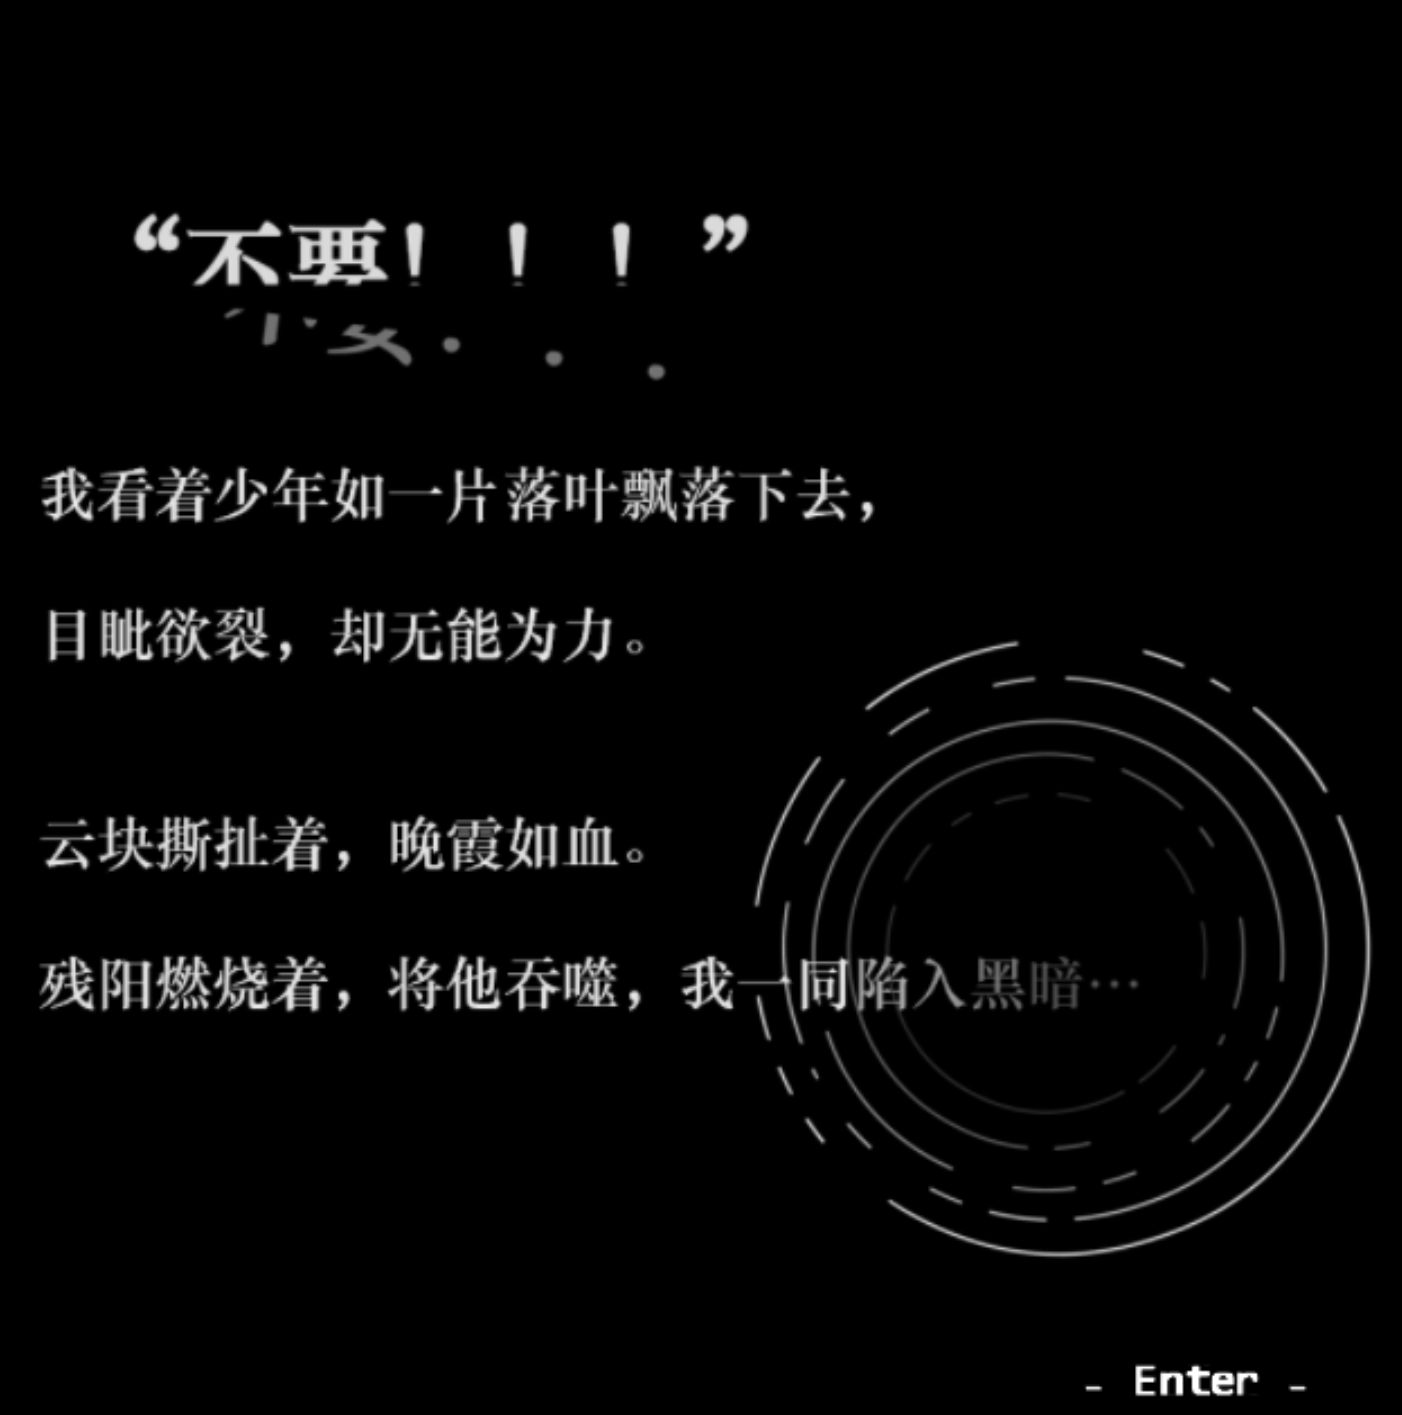 “不要！！！”
我看着少年如一片落叶飘落下去，
目眦欲裂，却无能为力。
云块撕扯着，晚霞如血。
残阳燃烧着，将他吞噬，我一同陷入黑暗…
- Enter -